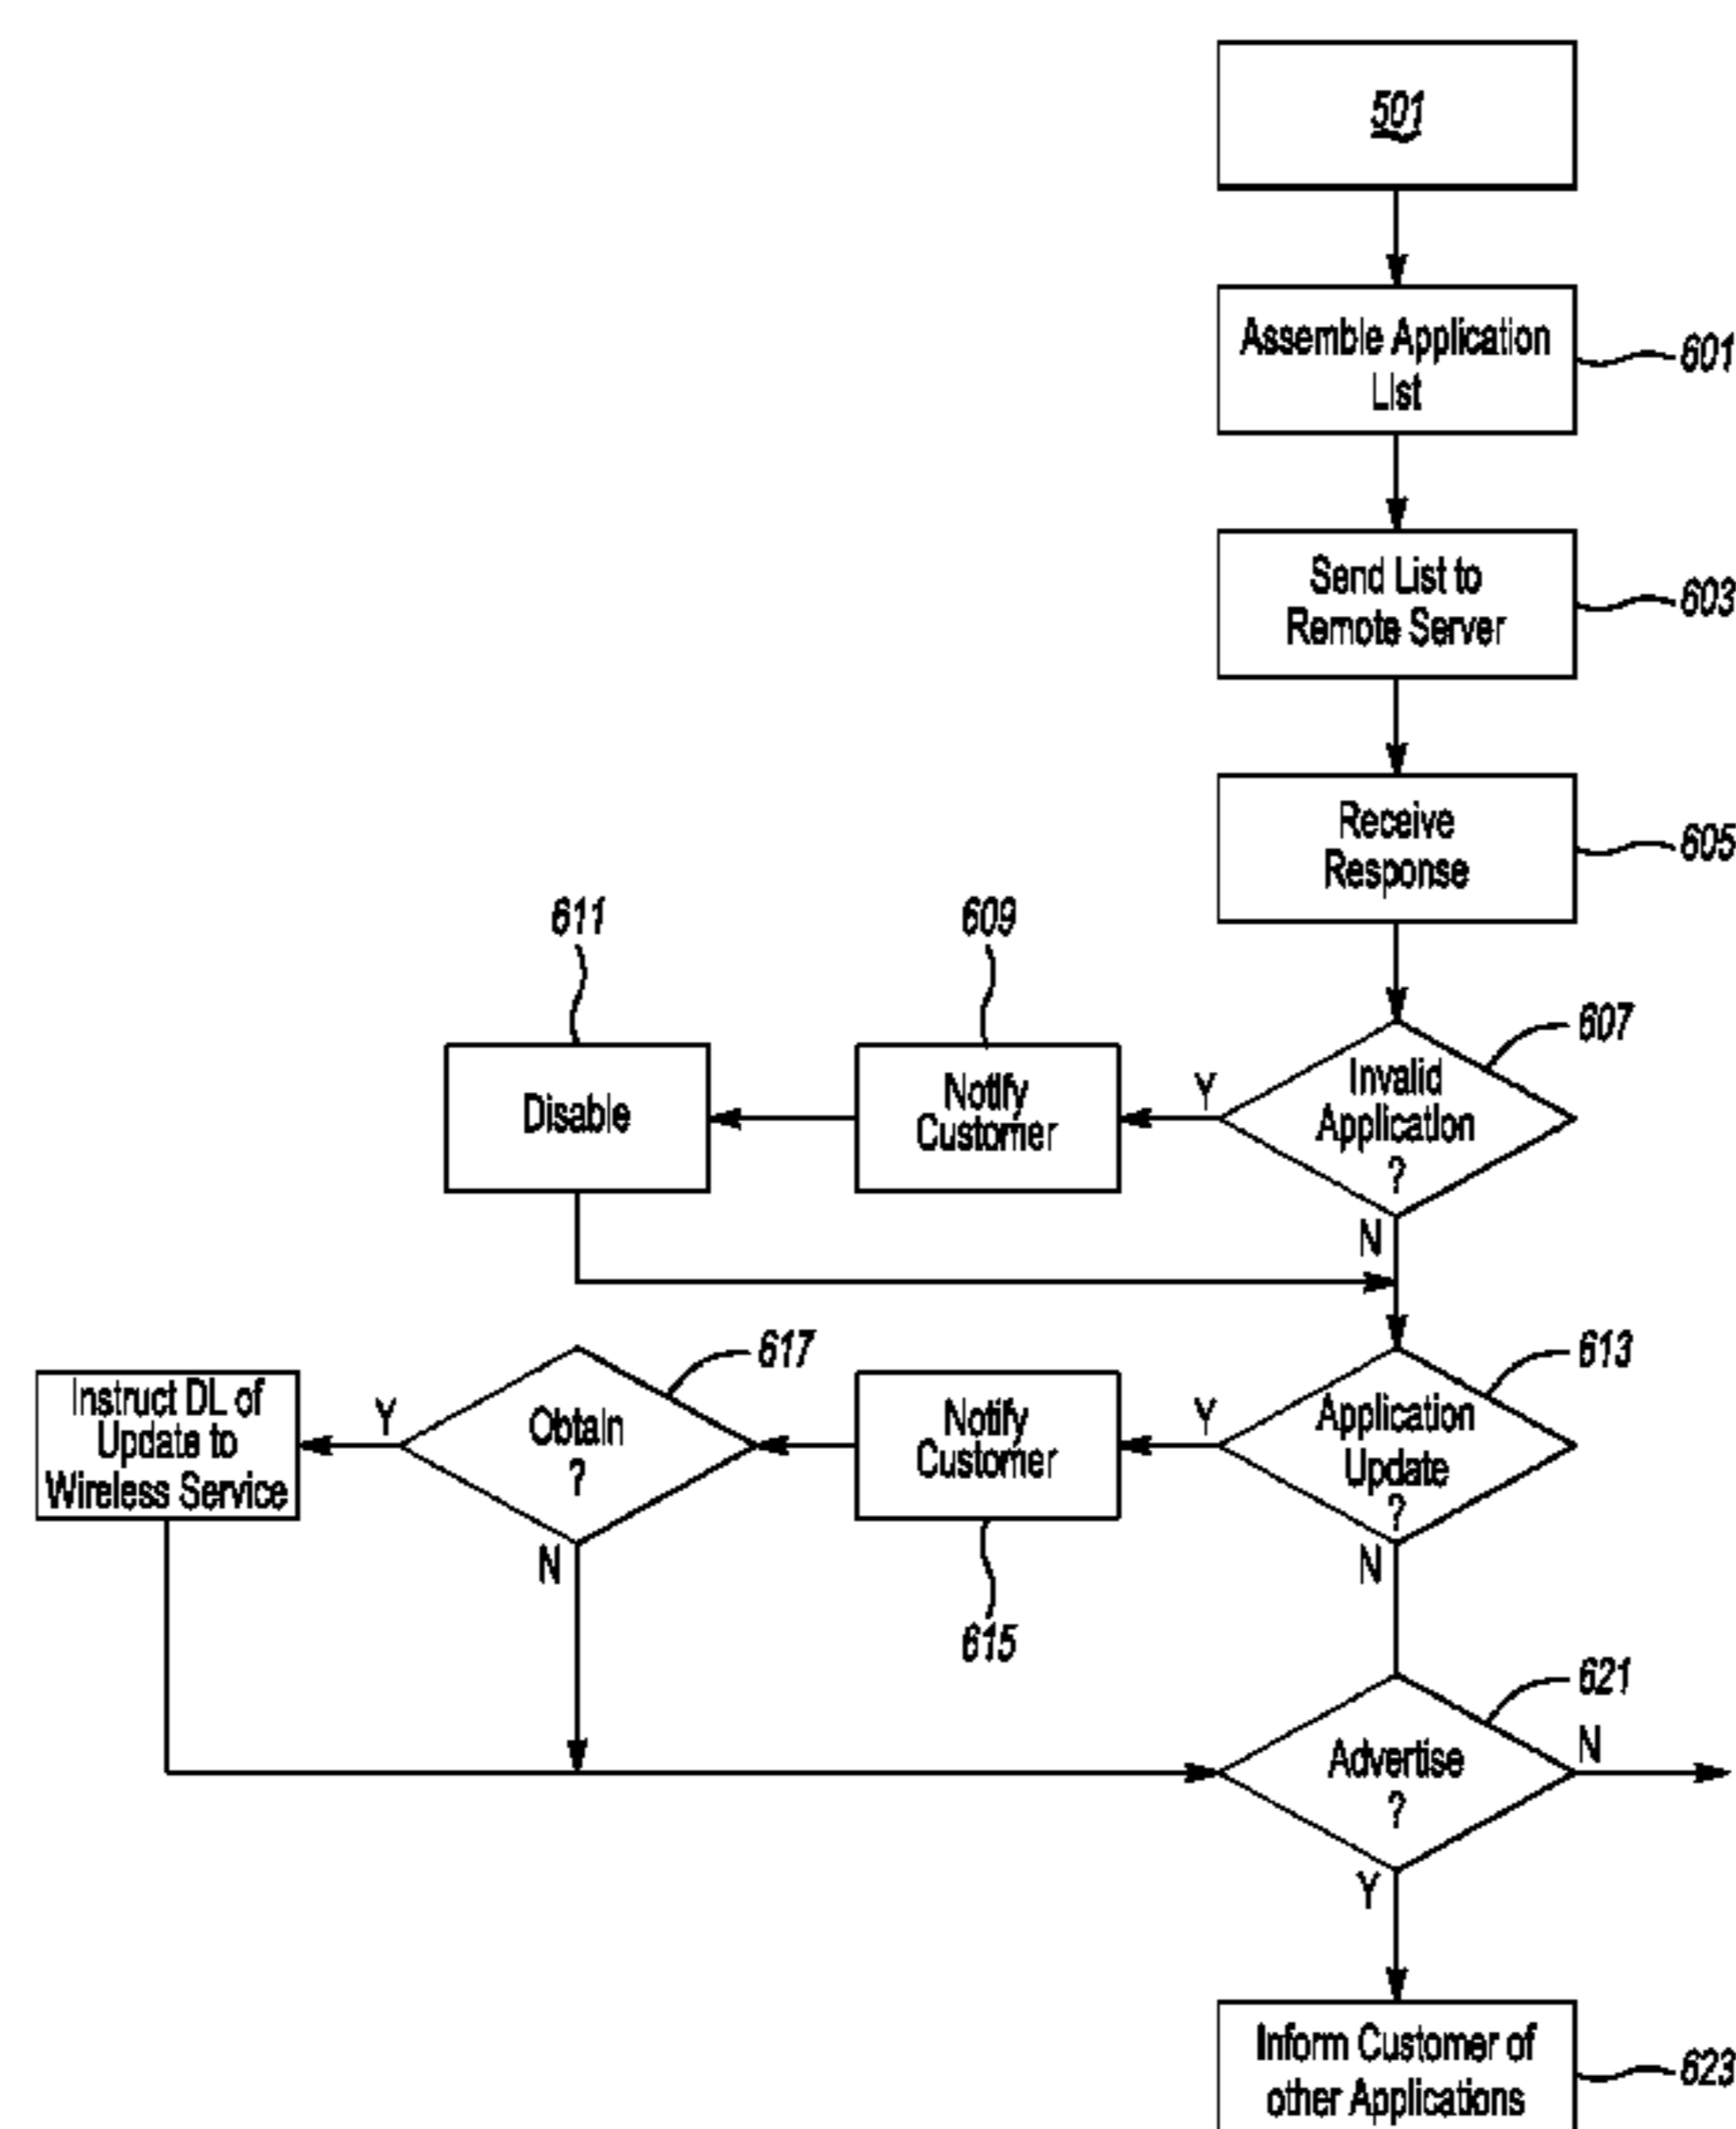 501
Assemble Application
List
601
Send List to
Remote Server
603
Receive
Response
605
611
609
607
Disable
Notify
Customer
Y
Invalid
Application
?
N
617
613
Instruct DL of
Update to
Wireless Service
Y
Obtain
?
N
Notify
Customer
Y
Application
Update
?
N
615
621
Advertise
?
N
Y
Inform Customer of
other Applications
623